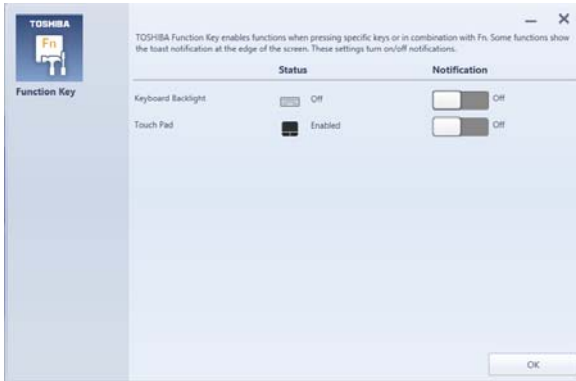 TOSHIBA
Fn
Function Key
TOSHIBA Function Key enables functions when pressing specific keys or in combination with Fn. Some functions show
the toast notification at the edge of the screen. These settings turn on/off notifications.
Status Notification
Keyboard Backlight Off Off
Touch Pad Enabled Off
OK